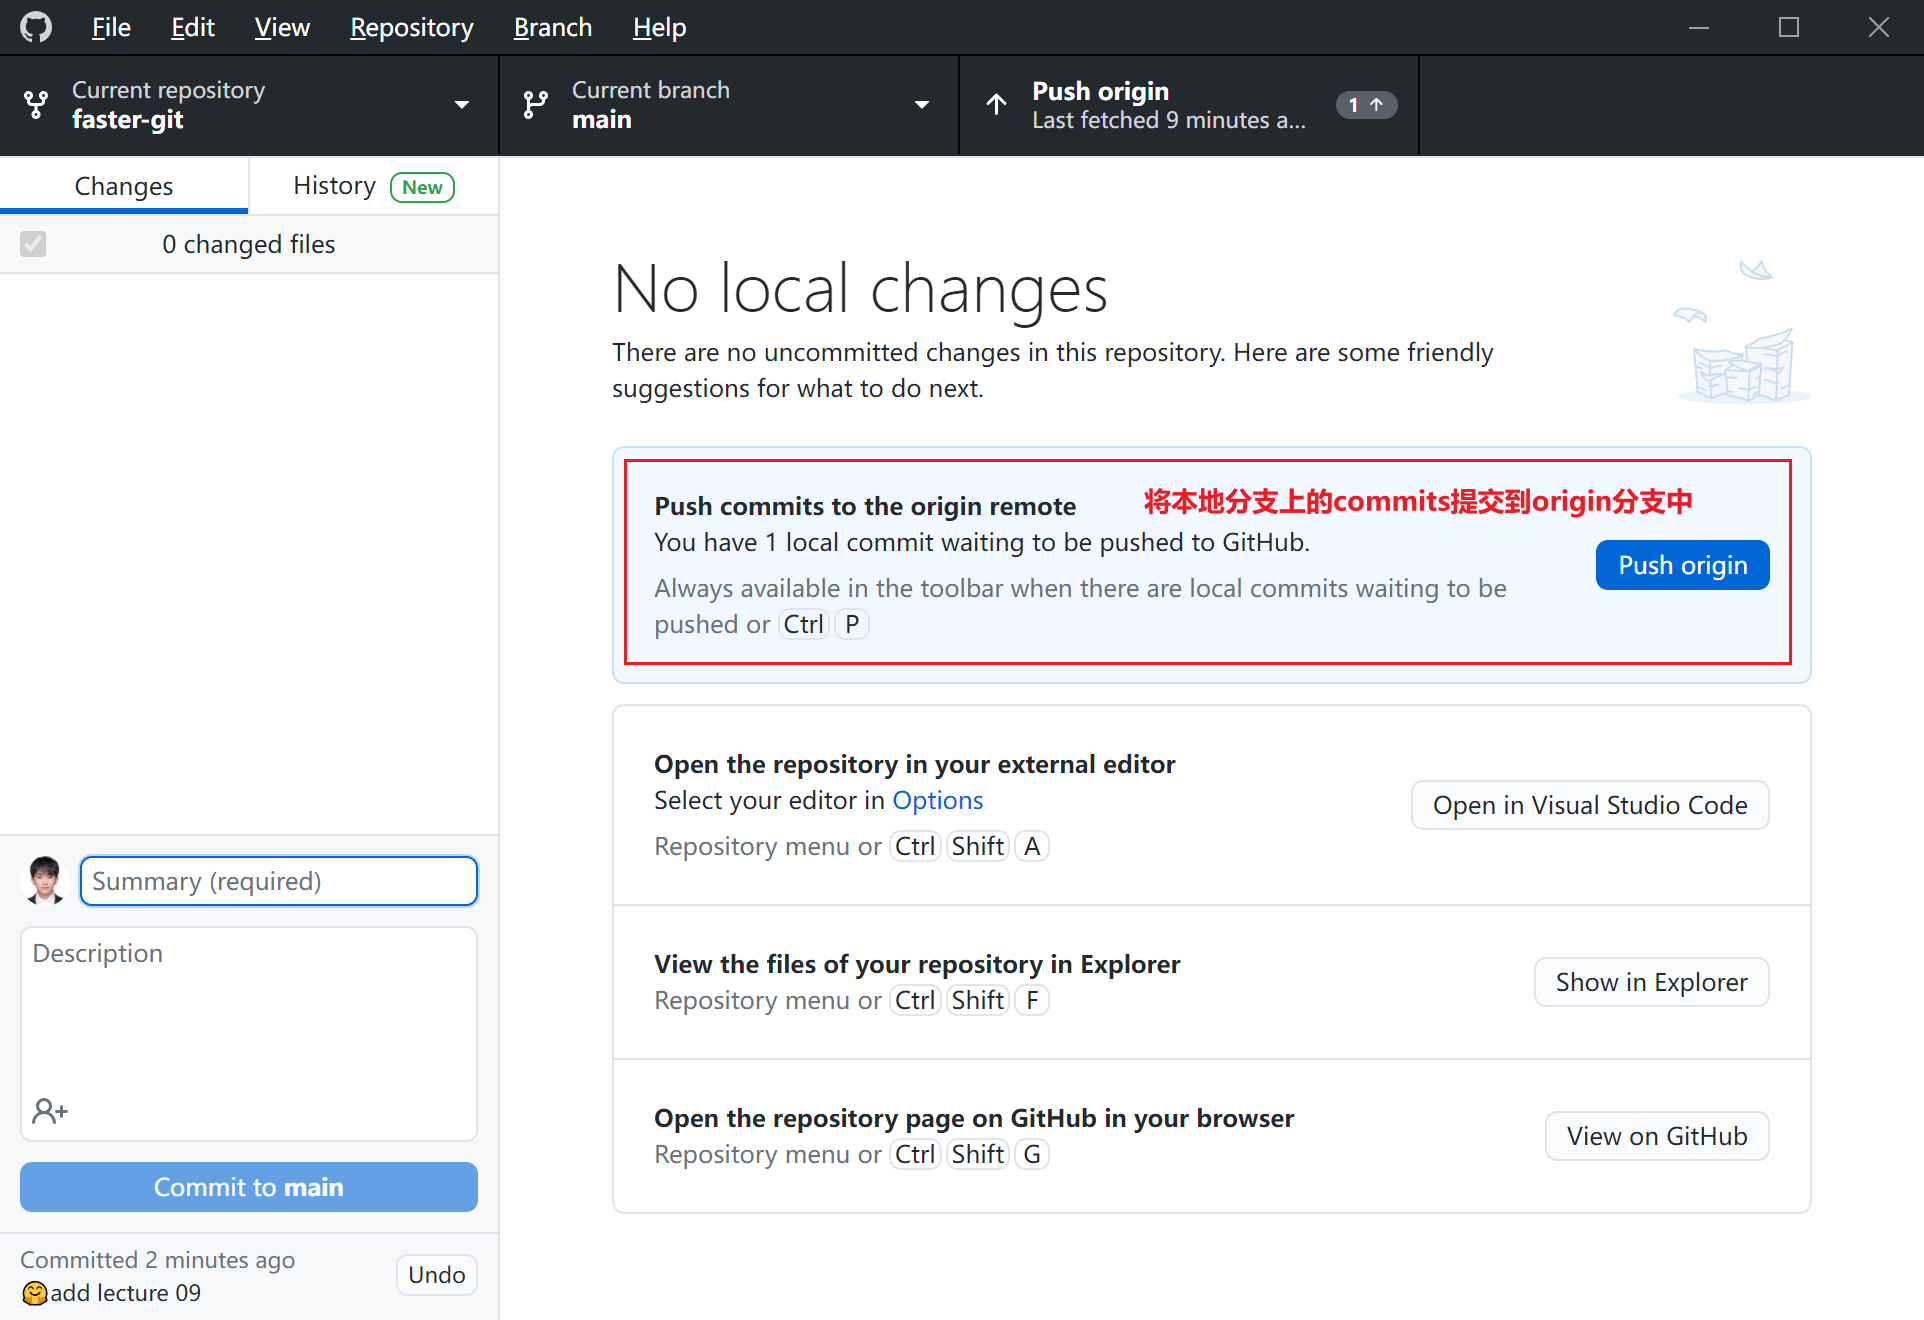 File Edit View Repository Branch Help
Current repository
faster-git
Current branch
main
Push origin
Last fetched 9 minutes a...
1
Changes
History New
0 changed files
No local changes
There are no uncommitted changes in this repository. Here are some friendly
suggestions for what to do next.
Push commits to the origin remote
将本地分支上的commits提交到origin分支中
You have 1 local commit waiting to be pushed to GitHub.
Always available in the toolbar when there are local commits waiting to be
pushed or Ctrl P
Push origin
Open the repository in your external editor
Select your editor in Options
Repository menu or Ctrl Shift A
Open in Visual Studio Code
View the files of your repository in Explorer
Repository menu or Ctrl Shift F
Show in Explorer
Open the repository page on GitHub in your browser
Repository menu or Ctrl Shift G
View on GitHub
Summary (required)
Description
Commit to main
Committed 2 minutes ago
🤗add lecture 09
Undo